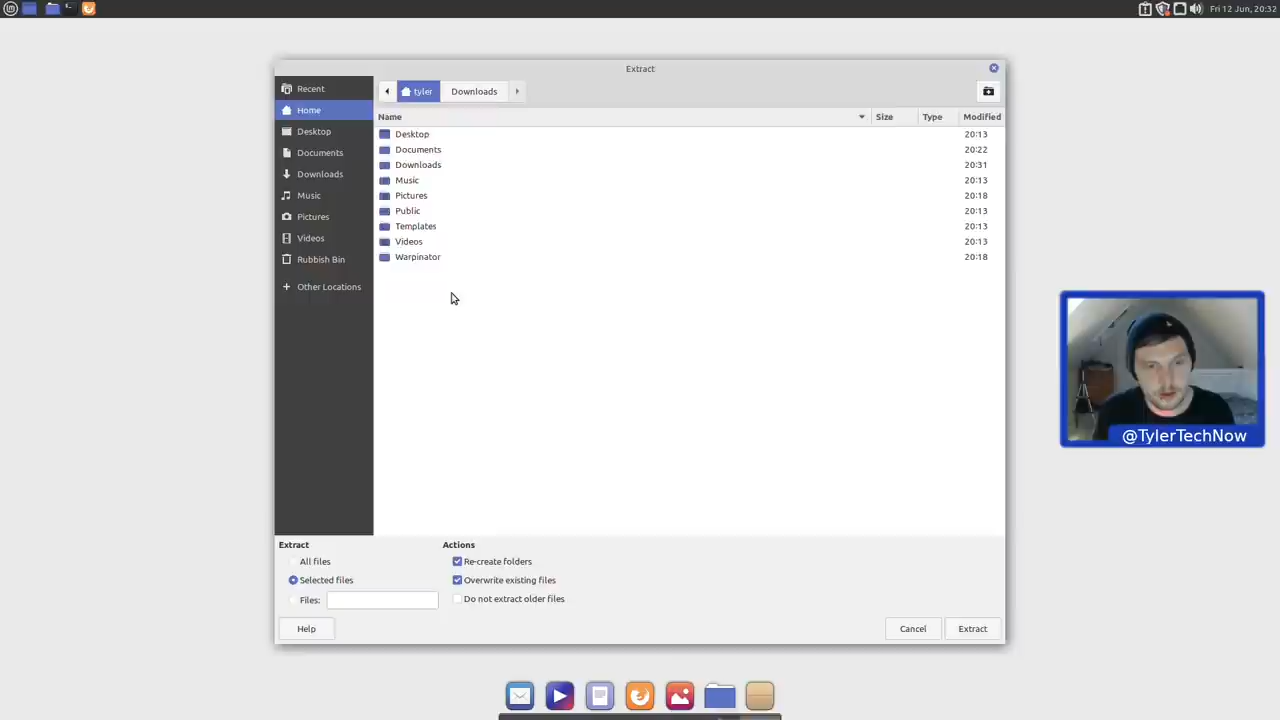 Fri 12 Jun, 20:32
Extract
Recent
Home
Desktop
Documents
Downloads
Music
Pictures
Videos
Rubbish Bin
Other Locations
tyler
Downloads
Name Size Type Modified
Desktop 20:13
Documents 20:22
Downloads 20:31
Music 20:13
Pictures 20:18
Public 20:13
Templates 20:13
Videos 20:13
Warpinator 20:18
@TylerTechNow
Extract
All files
Selected files
Files:
Actions
Re-create folders
Overwrite existing files
Do not extract older files
Help
Cancel
Extract